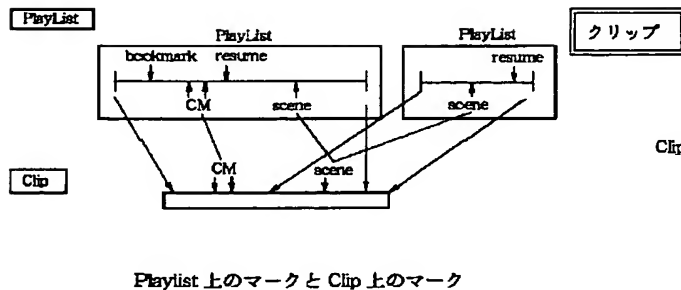 PlayList
PlayList
PlayList
クリップ
bookmark
resume
resume
CM
scene
scene
CM
scene
Clip
Clip
Playlist 上のマークと Clip 上のマーク